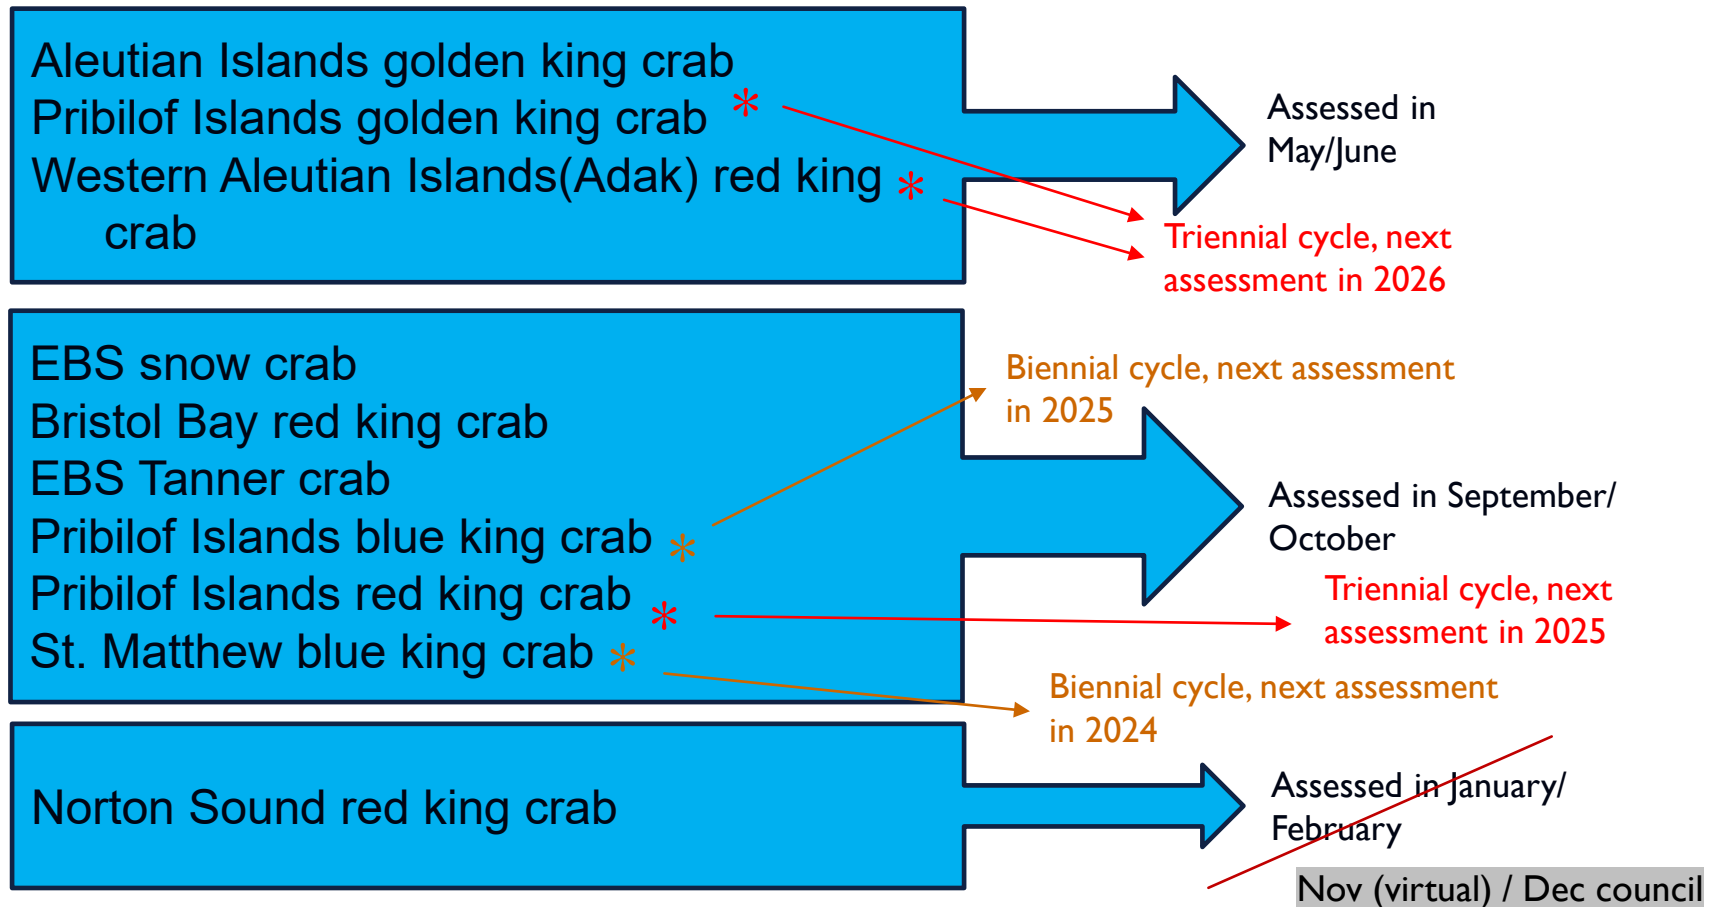 Aleutian Islands golden king crab
Pribilof Islands golden king crab *
Western Aleutian Islands(Adak) red king *
crab
Assessed in
May/June
Triennial cycle, next
assessment in 2026
EBS snow crab
Bristol Bay red king crab
EBS Tanner crab
Pribilof Islands blue king crab *
Pribilof Islands red king crab *
St. Matthew blue king crab *
Biennial cycle, next assessment
in 2025
Assessed in September/
October
Triennial cycle, next
assessment in 2025
Biennial cycle, next assessment
in 2024
Norton Sound red king crab
Assessed in January/
February
Nov (virtual) / Dec council